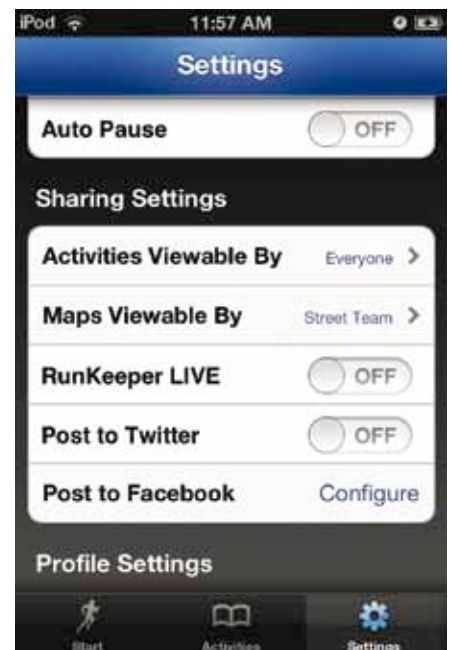 iPod 11:57 AM
Settings
Auto Pause OFF
Sharing Settings
Activities Viewable By Everyone
Maps Viewable By Street Team
RunKeeper LIVE OFF
Post to Twitter OFF
Post to Facebook Configure
Profile Settings
Start Activities Settings